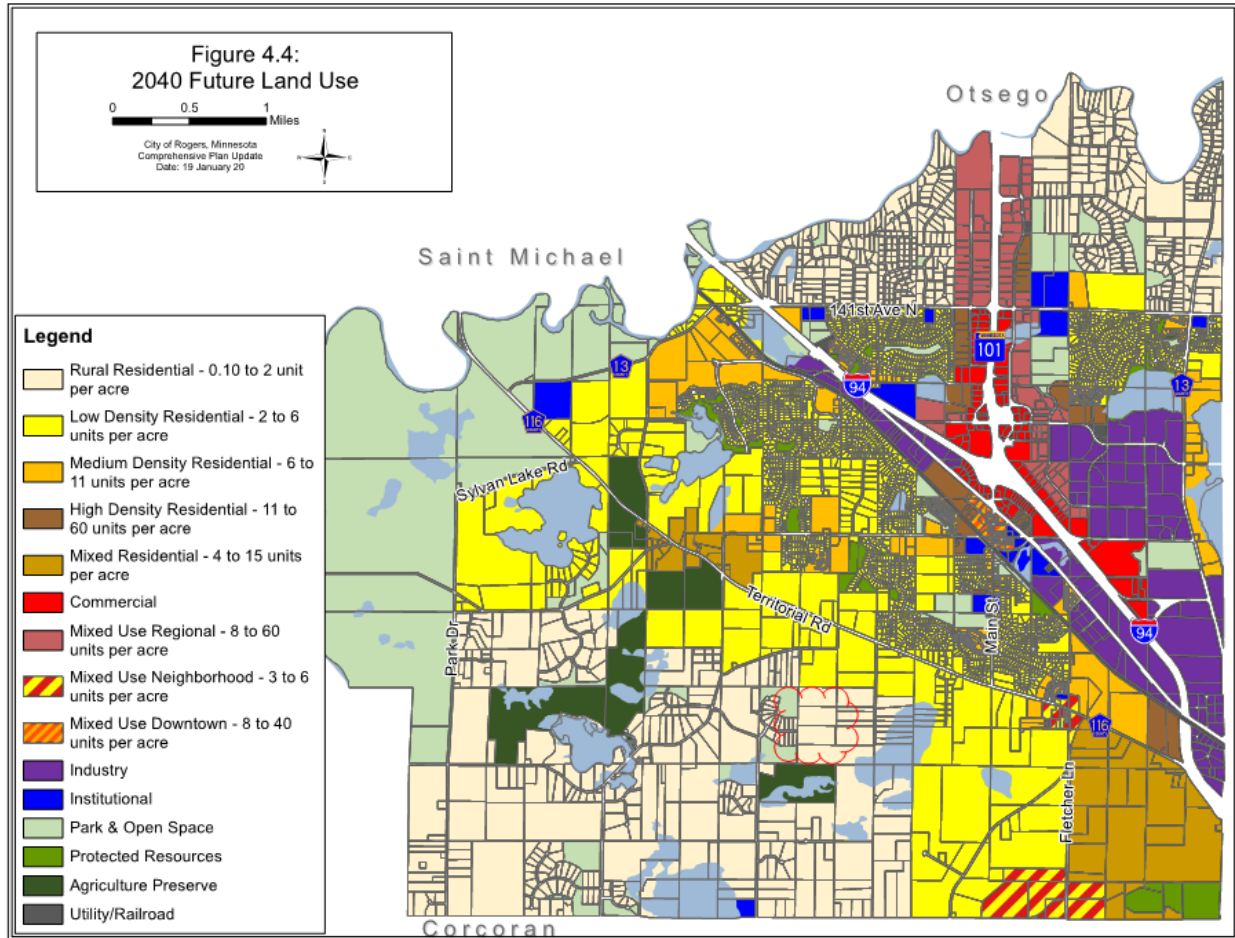 Figure 4.4:
2040 Future Land Use
0 0.5 1
Miles
City of Rogers, Minnesota
Comprehensive Plan Update
Date: 19 January 20
N
W E
S
Otsego
Saint Michael
141st Ave N
101
13
94
13
116
Sylvan Lake Rd
Territorial Rd
Main St
94
Park Dr
116
Fletcher Ln
Corcoran
Legend
Rural Residential - 0.10 to 2 unit
per acre
Low Density Residential - 2 to 6
units per acre
Medium Density Residential - 6 to
11 units per acre
High Density Residential - 11 to
60 units per acre
Mixed Residential - 4 to 15 units
per acre
Commercial
Mixed Use Regional - 8 to 60
units per acre
Mixed Use Neighborhood - 3 to 6
units per acre
Mixed Use Downtown - 8 to 40
units per acre
Industry
Institutional
Park & Open Space
Protected Resources
Agriculture Preserve
Utility/Railroad